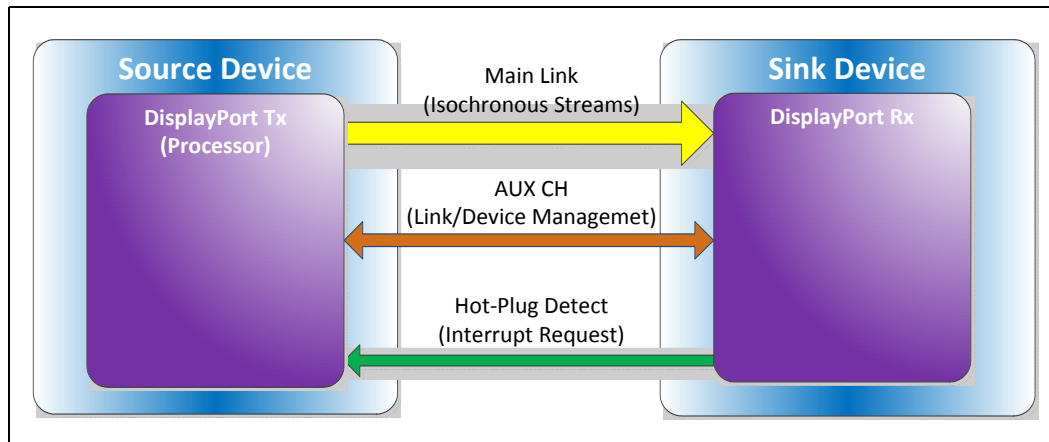 Source Device
DisplayPort Tx
(Processor)
Main Link
(Isochronous Streams)
AUX CH
(Link/Device Managemet)
Hot-Plug Detect
(Interrupt Request)
Sink Device
DisplayPort Rx